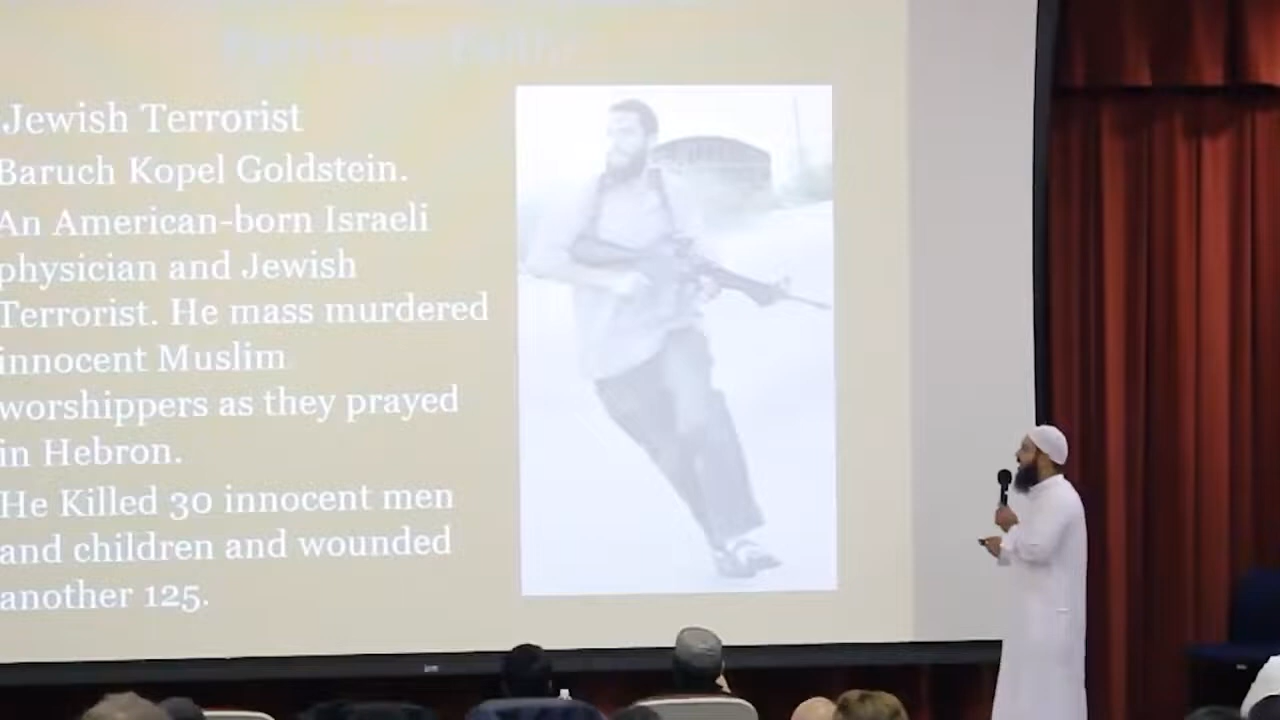 Jewish Terrorist
Baruch Kopel Goldstein.
An American-born Israeli
physician and Jewish
Terrorist. He mass murdered
innocent Muslim
worshippers as they prayed
in Hebron.
He Killed 30 innocent men
and children and wounded
another 125.